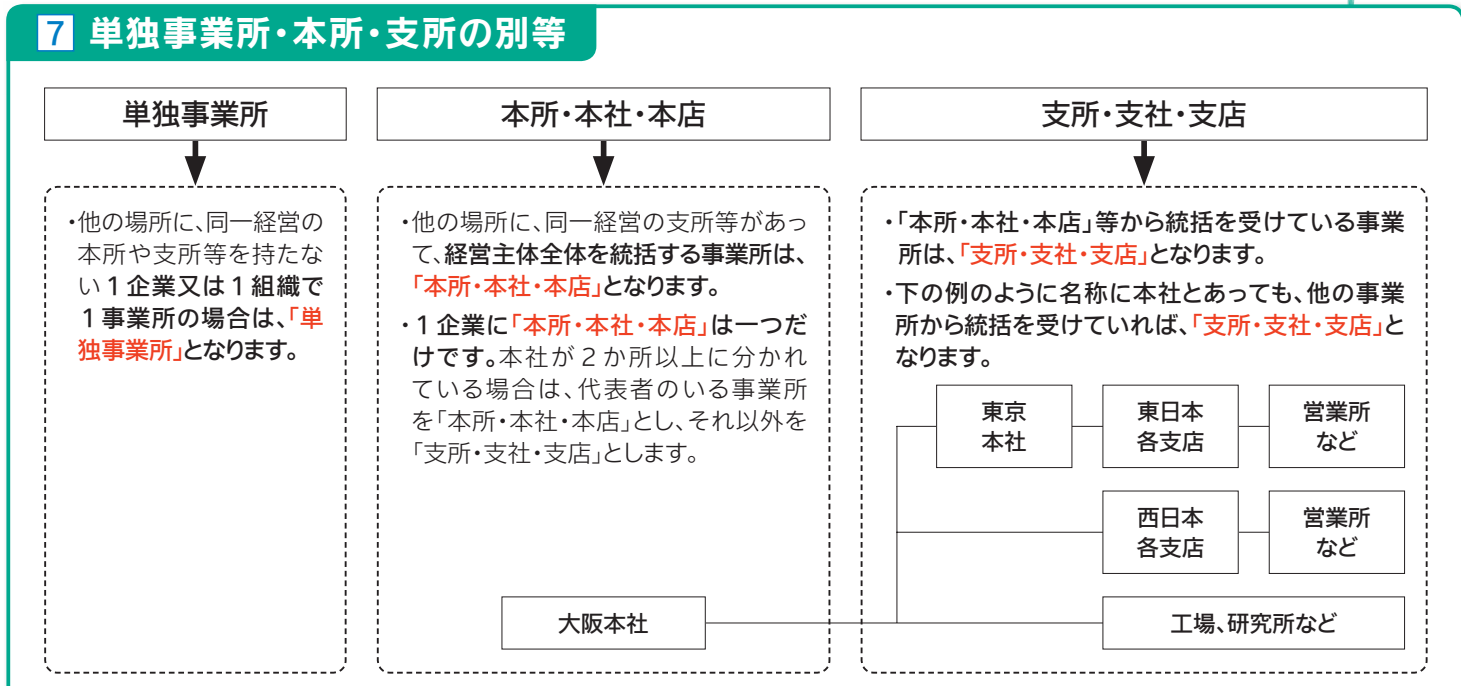 7 単独事業所・本所・支所の別等
単独事業所
・他の場所に、同一経営の
本所や支所等を持たな
い１企業又は１組織で
１事業所の場合は、「単
独事業所」となります。
本所・本社・本店
・他の場所に、同一経営の支所等があっ
て、経営主体全体を統括する事業所は、
「本所・本社・本店」となります。
・１企業に「本所・本社・本店」は一つだ
けです。本社が２か所以上に分かれ
ている場合は、代表者のいる事業所
を「本所・本社・本店」とし、それ以外を
「支所・支社・支店」とします。
大阪本社
支所・支社・支店
・「本所・本社・本店」等から統括を受けている事業
所は、「支所・支社・支店」となります。
・下の例のように名称に本社とあっても、他の事業
所から統括を受けていれば、「支所・支社・支店」と
なります。
東京
本社
東日本
各支店
営業所
など
西日本
各支店
営業所
など
工場、研究所など